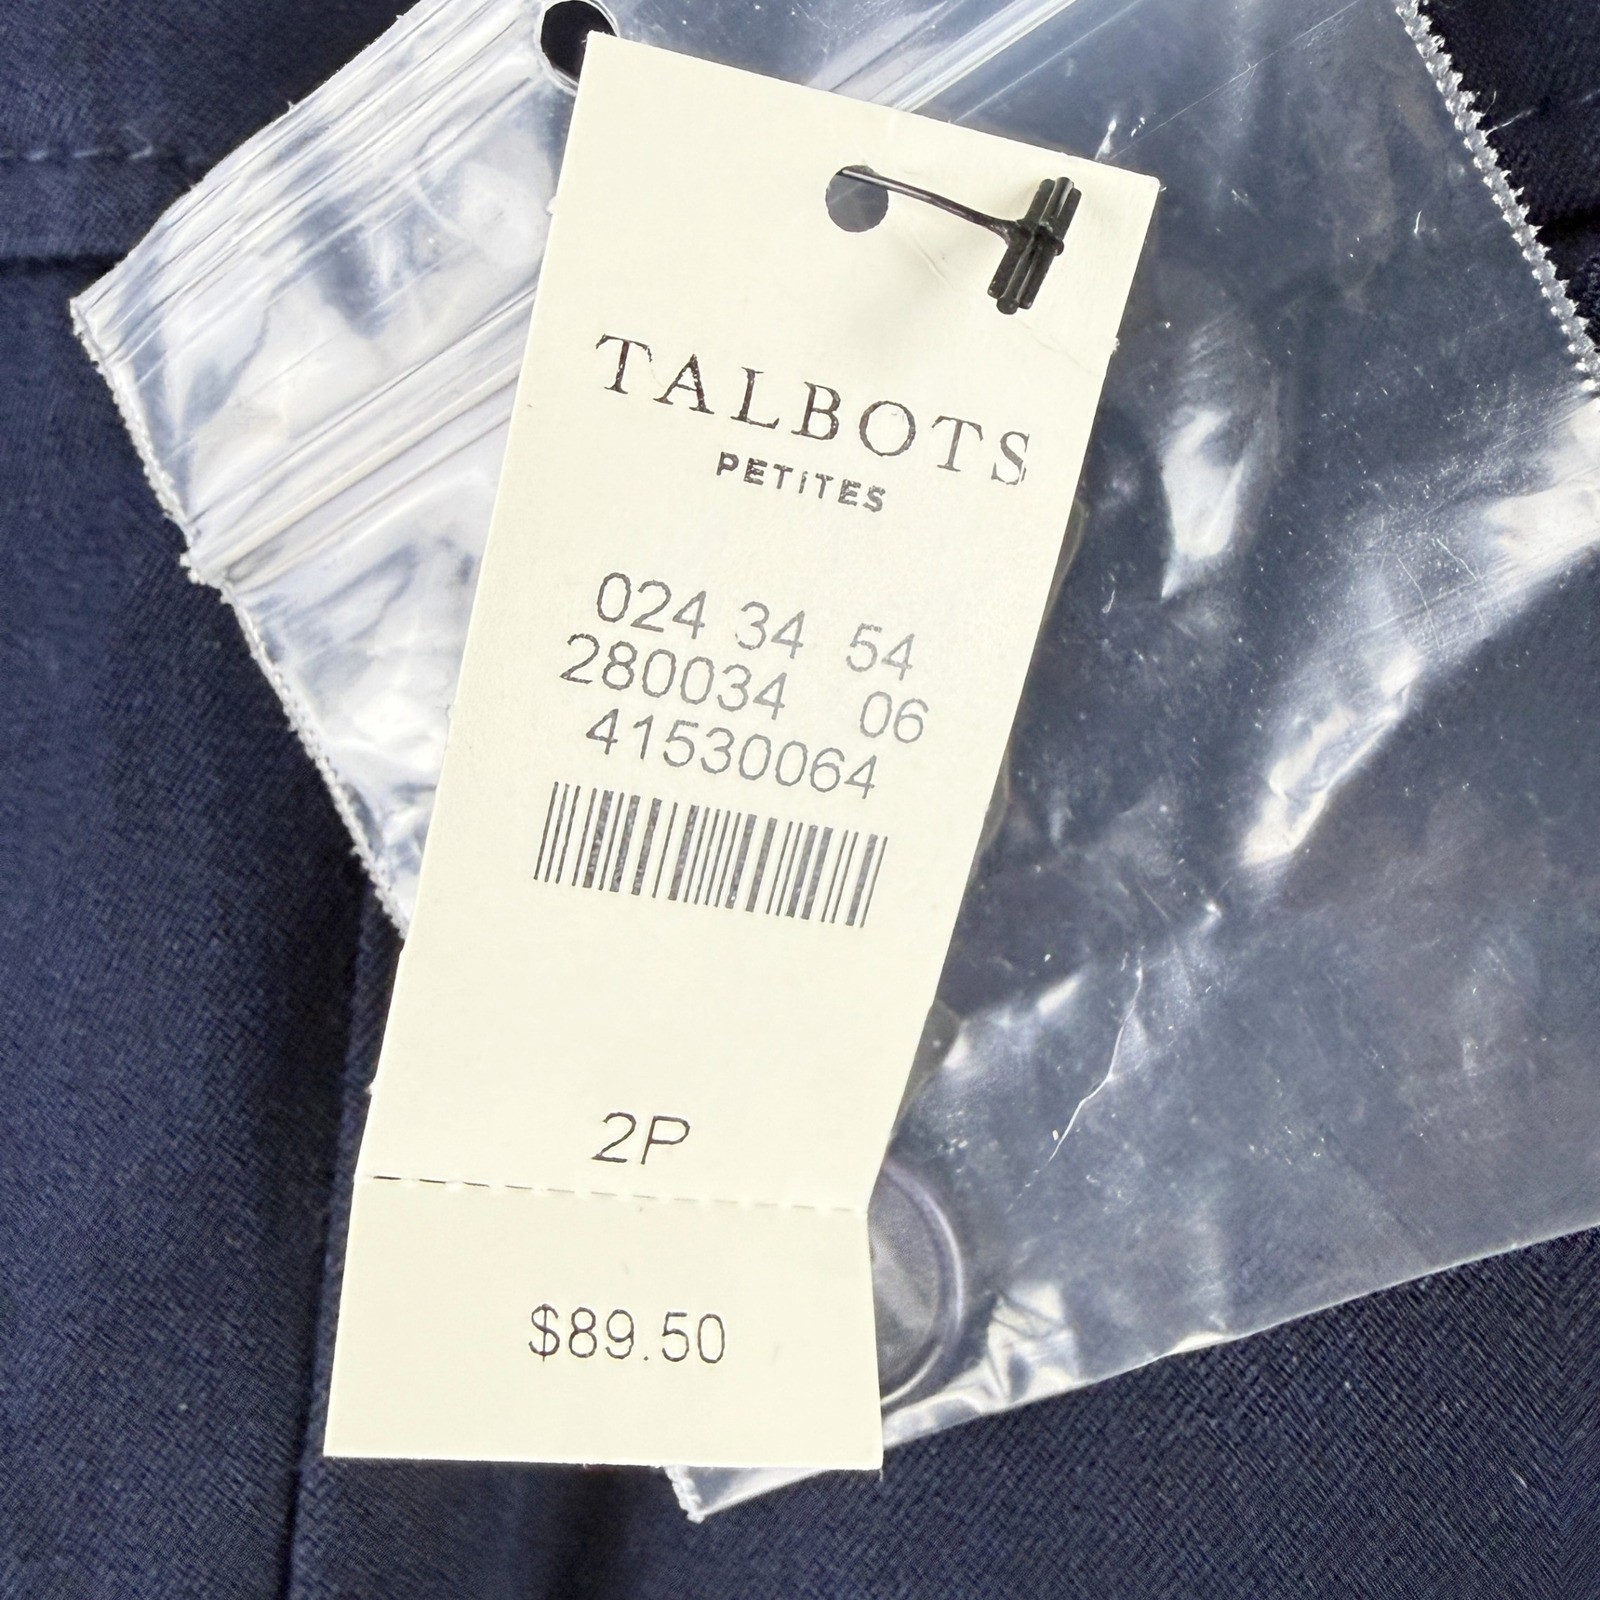 TALBOTS
PETITES
024 34 54
280034 06
41530064
2P
$89.50